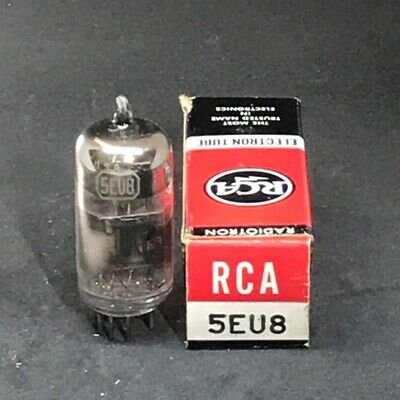 THE MOST
TRUSTED NAME
IN
ELECTRONICS
ELECTRON TUBE
RCA
RADIOTRON
RCA
5EU8
5EU8